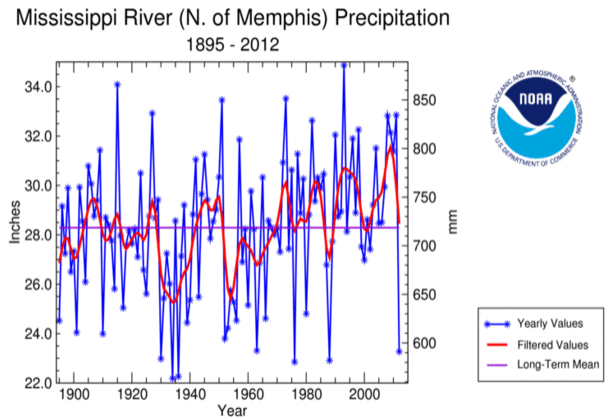 Mississippi River (N. of Memphis) Precipitation
1895 - 2012
34.0
32.0
30.0
28.0
26.0
24.0
22.0
Inches
850
800
750
700
650
600
mm
1900
1920
1940
1960
1980
2000
Year
NATIONAL OCEANIC AND ATMOSPHERIC ADMINISTRATION
®
NOAA
U.S. DEPARTMENT OF COMMERCE
Yearly Values
Filtered Values
Long-Term Mean